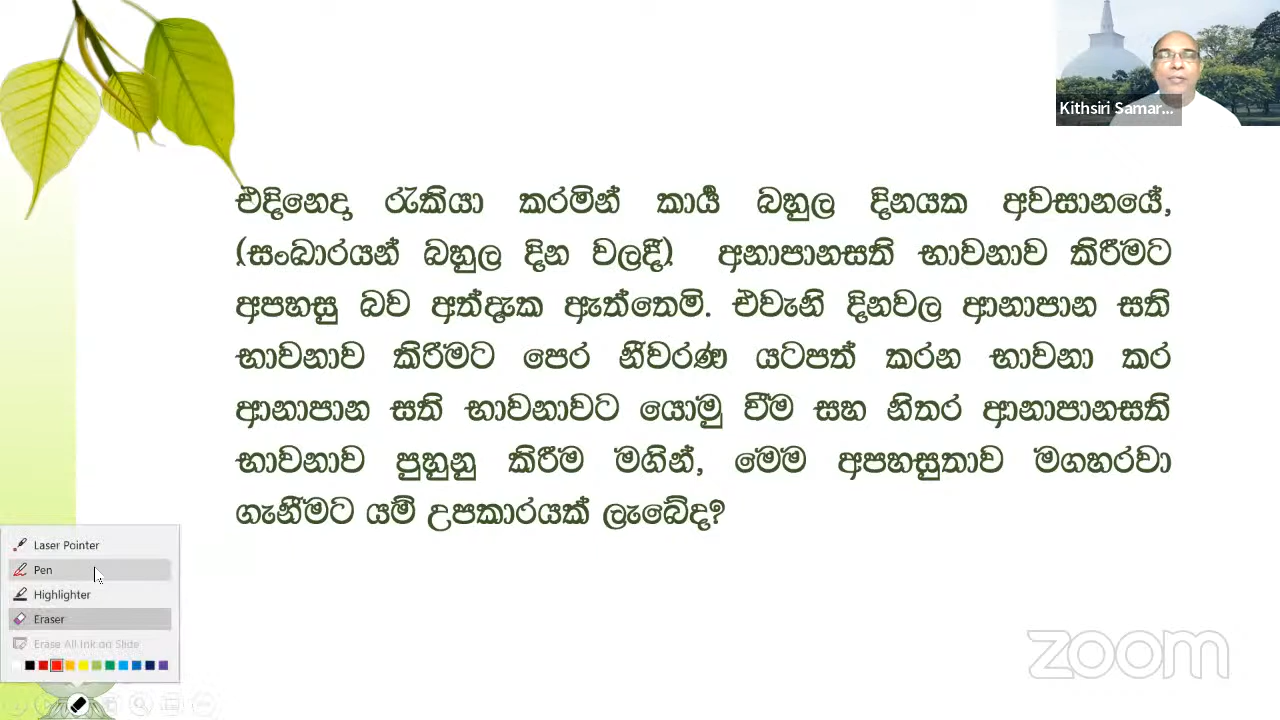 Kithsiri Samar...
එදිනෙදා රැකියා කරමින් කාර්‍ය බහුල දිනයක අවසානයේ,
(සංඛාරයන් බහුල දින වලදී) අනාපානසති භාවනාව කිරීමට
අපහසු බව අත්දැක ඇත්තෙමි. එවැනි දිනවල ආනාපාන සති
භාවනාව කිරීමට පෙර නීවරණ යටපත් කරන භාවනා කර
ආනාපාන සති භාවනාවට යොමු වීම සහ නිතර ආනාපානසති
භාවනාව පුහුනු කිරීම මගින්, මෙම අපහසුතාව මගහරවා
ගැනීමට යම් උපකාරයක් ලැබේද?
Laser Pointer
Pen
Highlighter
Eraser
Erase All Ink on Slide
zoom